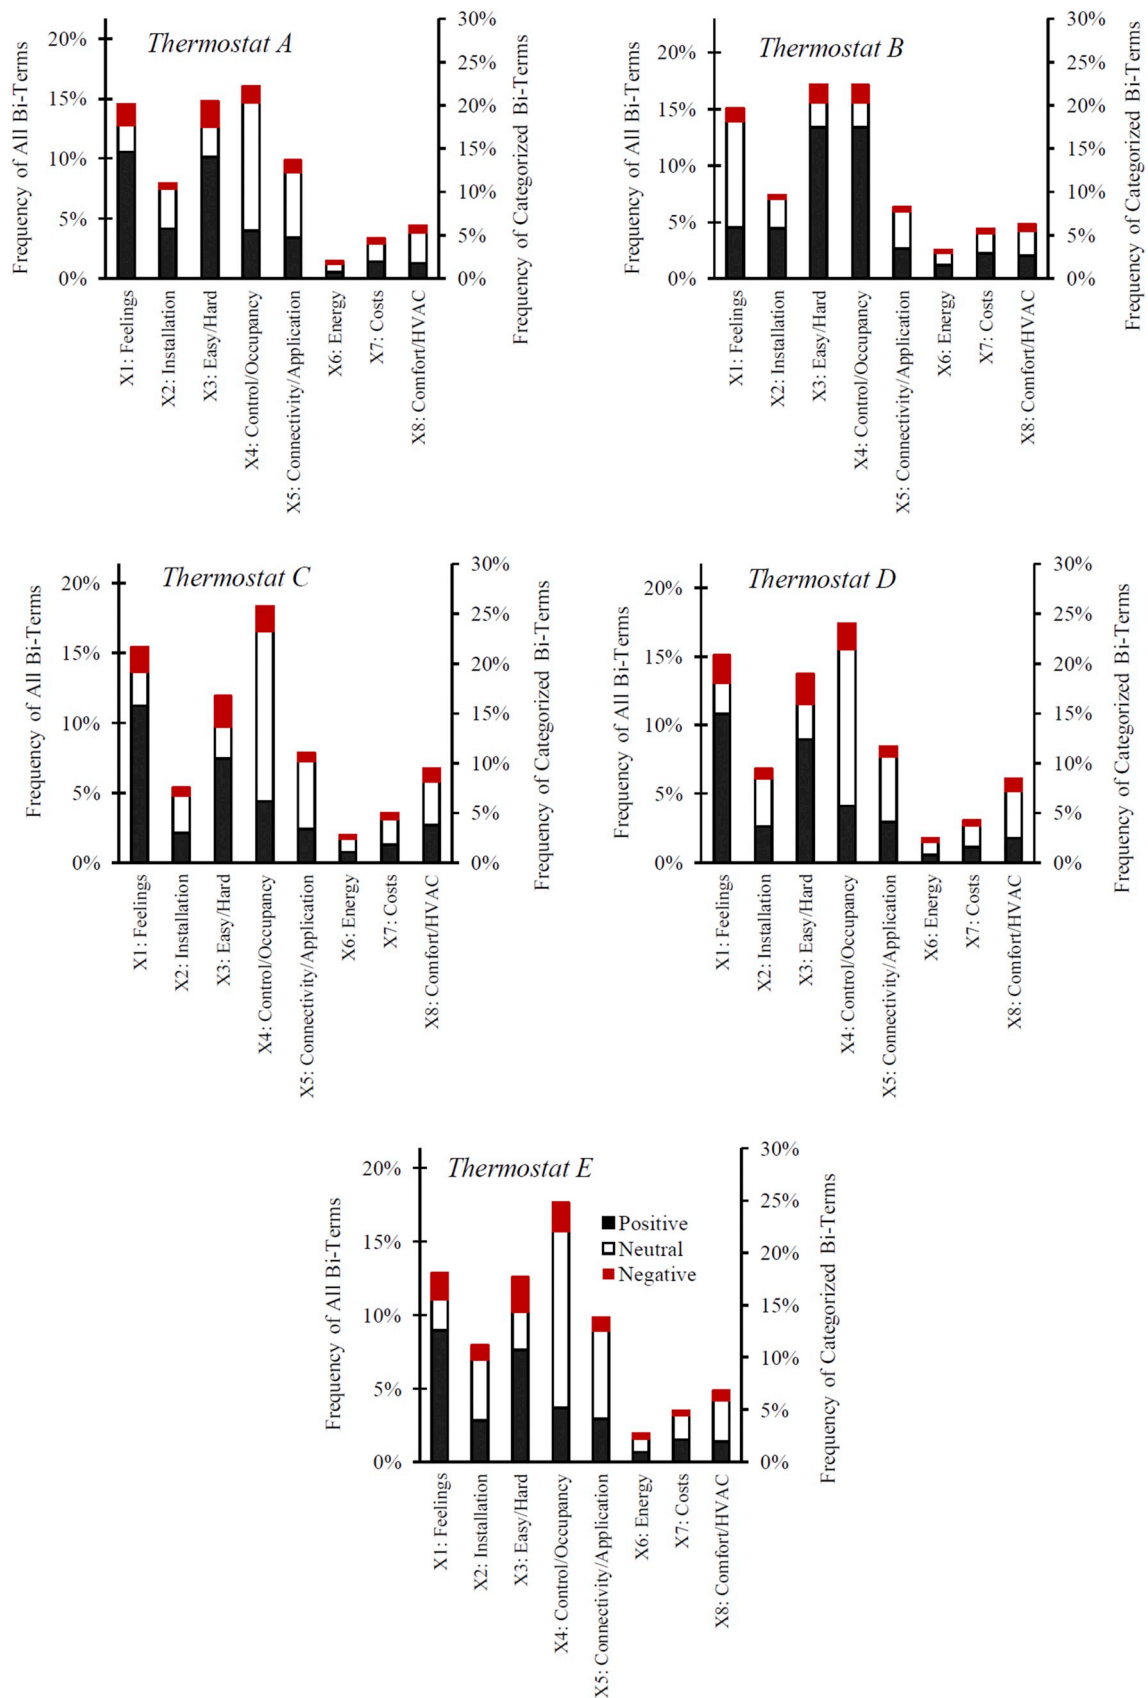 Thermostat A
Frequency of All Bi-Terms
20%
15%
10%
5%
0%
30%
25%
20%
15%
10%
5%
0%
Frequency of Categorized Bi-Terms
X1: Feelings
X2: Installation
X3: Easy/Hard
X4: Control/Occupancy
X5: Connectivity/Application
X6: Energy
X7: Costs
X8: Comfort/HVAC
Thermostat B
Frequency of All Bi-Terms
20%
15%
10%
5%
0%
30%
25%
20%
15%
10%
5%
0%
Frequency of Categorized Bi-Terms
X1: Feelings
X2: Installation
X3: Easy/Hard
X4: Control/Occupancy
X5: Connectivity/Application
X6: Energy
X7: Costs
X8: Comfort/HVAC
Thermostat C
Frequency of All Bi-Terms
20%
15%
10%
5%
0%
30%
25%
20%
15%
10%
5%
0%
Frequency of Categorized Bi-Terms
X1: Feelings
X2: Installation
X3: Easy/Hard
X4: Control/Occupancy
X5: Connectivity/Application
X6: Energy
X7: Costs
X8: Comfort/HVAC
Thermostat D
Frequency of All Bi-Terms
20%
15%
10%
5%
0%
30%
25%
20%
15%
10%
5%
0%
Frequency of Categorized Bi-Terms
X1: Feelings
X2: Installation
X3: Easy/Hard
X4: Control/Occupancy
X5: Connectivity/Application
X6: Energy
X7: Costs
X8: Comfort/HVAC
Thermostat E
Frequency of All Bi-Terms
20%
15%
10%
5%
0%
Positive
Neutral
Negative
30%
25%
20%
15%
10%
5%
0%
Frequency of Categorized Bi-Terms
X1: Feelings
X2: Installation
X3: Easy/Hard
X4: Control/Occupancy
X5: Connectivity/Application
X6: Energy
X7: Costs
X8: Comfort/HVAC